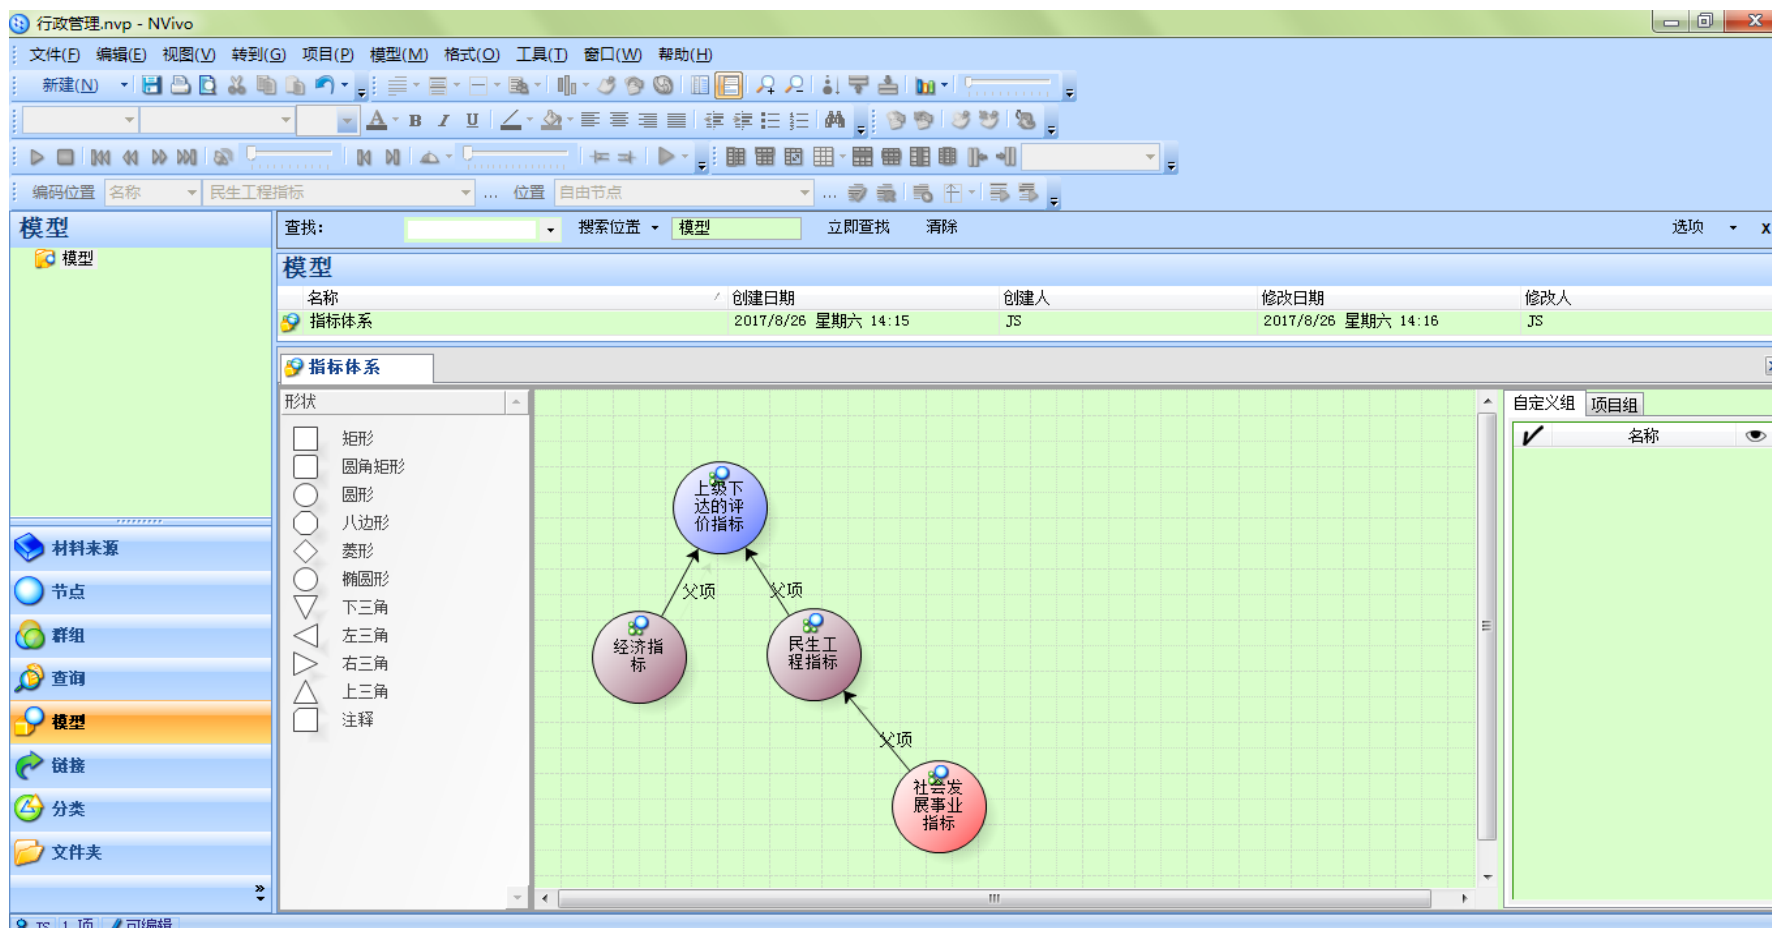 行政管理.nvp - NVivo
文件(F) 编辑(E) 视图(V) 转到(G) 项目(P) 模型(M) 格式(O) 工具(T) 窗口(W) 帮助(H)
新建(N)
A B I U
编码位置 名称 民生工程指标 ... 位置 自由节点 ...
模型
模型
查找: 搜索位置 模型 立即查找 清除 选项 x
模型
名称 创建日期 创建人 修改日期 修改人
指标体系 2017/8/26 星期六 14:15 JS 2017/8/26 星期六 14:16 JS
指标体系
形状
矩形
圆角矩形
圆形
八边形
菱形
椭圆形
下三角
左三角
右三角
上三角
注释
上级下
达的评
价指标
父项 父项
经济指
标
民生工
程指标
父项
社会发
展事业
指标
自定义组 项目组
名称
材料来源
节点
群组
查询
模型
链接
分类
文件夹
JS 1 项 可编辑